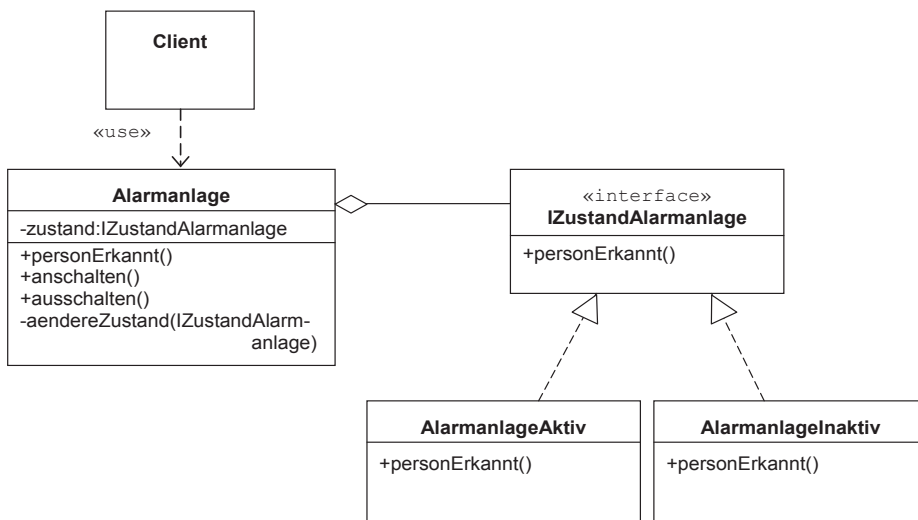 Client
«use»
Alarmanlage
-zustand:IZustandAlarmanlage
+personErkannt()
+anschalten()
+ausschalten()
-aendereZustand(IZustandAlarm-
anlage)
«interface»
IZustandAlarmanlage
+personErkannt()
AlarmanlageAktiv
+personErkannt()
AlarmanlageInaktiv
+personErkannt()